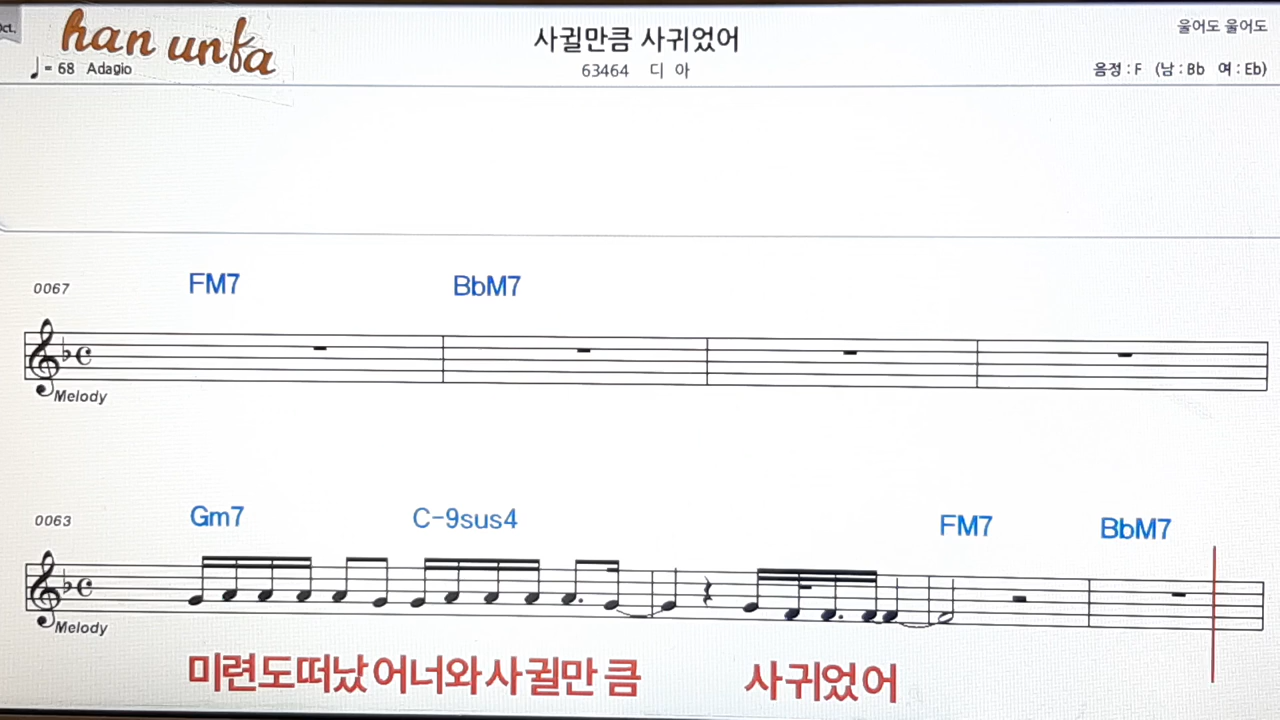 Oct.
han unfa
♩= 68 Adagio
사귈만큼 사귀었어
63464 디 아
울어도 울어도
음정 : F (남 : Bb 여 : Eb)
0067
FM7 BbM7
Melody
0063
Gm7 C-9sus4 FM7 BbM7
Melody
미련도떠났어너와사귈만큼 사귀었어